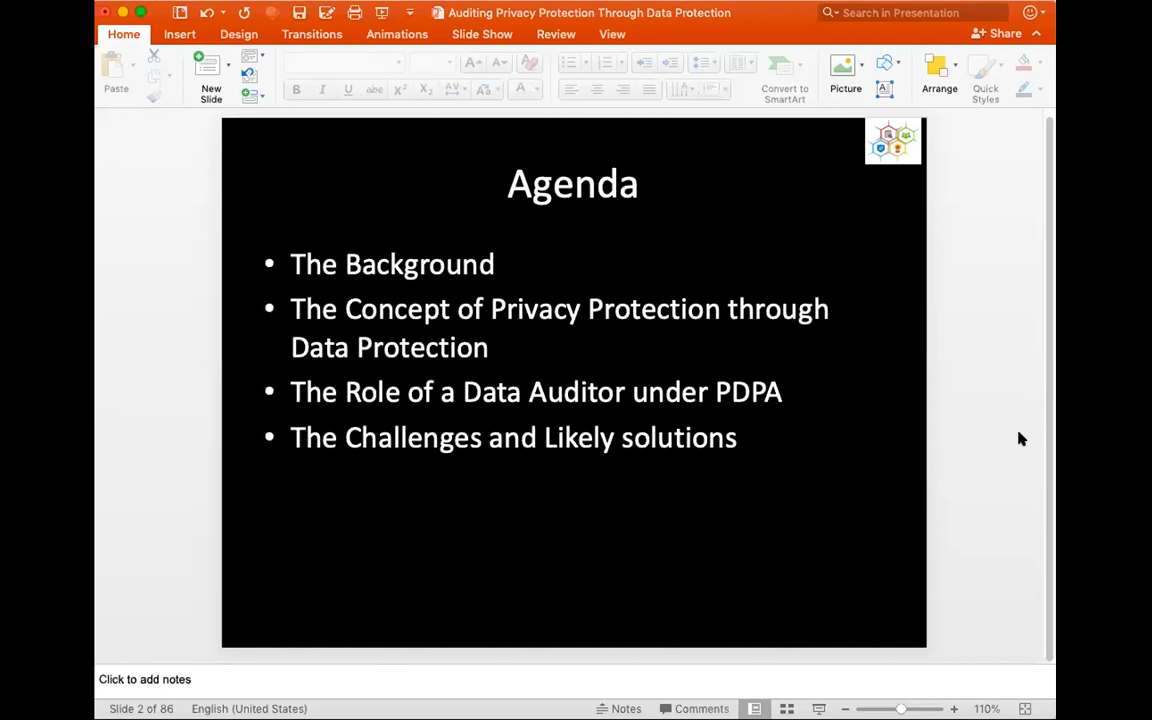 Auditing Privacy Protection Through Data Protection
Search in Presentation
Home Insert Design Transitions Animations Slide Show Review View
Share
Paste
New
Slide
Convert to
SmartArt
Picture
Arrange
Quick
Styles
Agenda
• The Background
• The Concept of Privacy Protection through
Data Protection
• The Role of a Data Auditor under PDPA
• The Challenges and Likely solutions
Click to add notes
Slide 2 of 86 English (United States) Notes Comments 110%